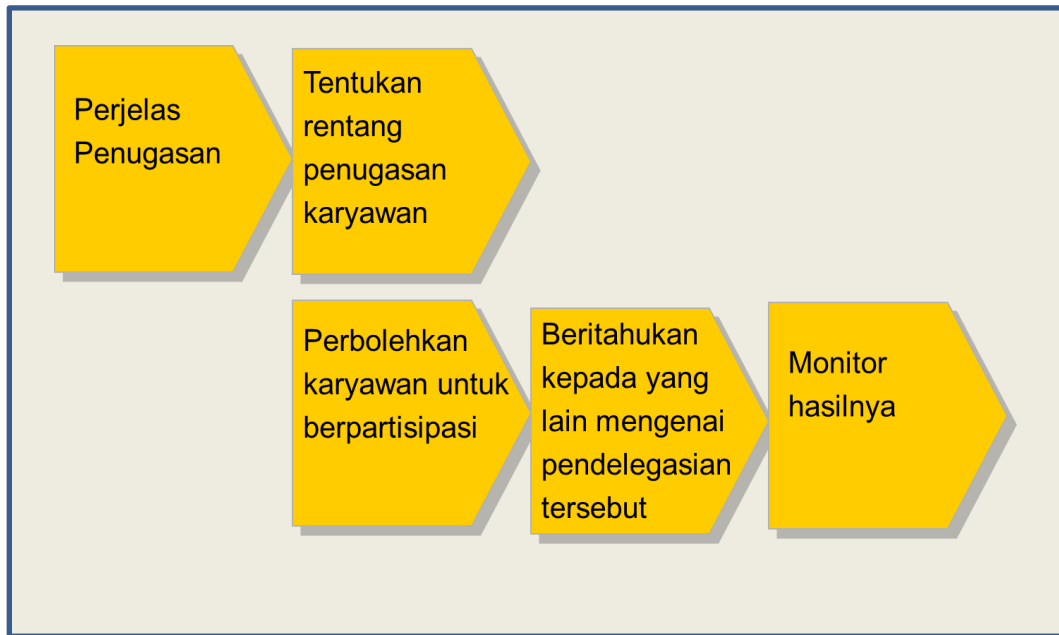 Perjelas
Penugasan
Tentukan
rentang
penugasan
karyawan
Perbolehkan
karyawan untuk
berpartisipasi
Beritahukan
kepada yang
lain mengenai
pendelegasian
tersebut
Monitor
hasilnya